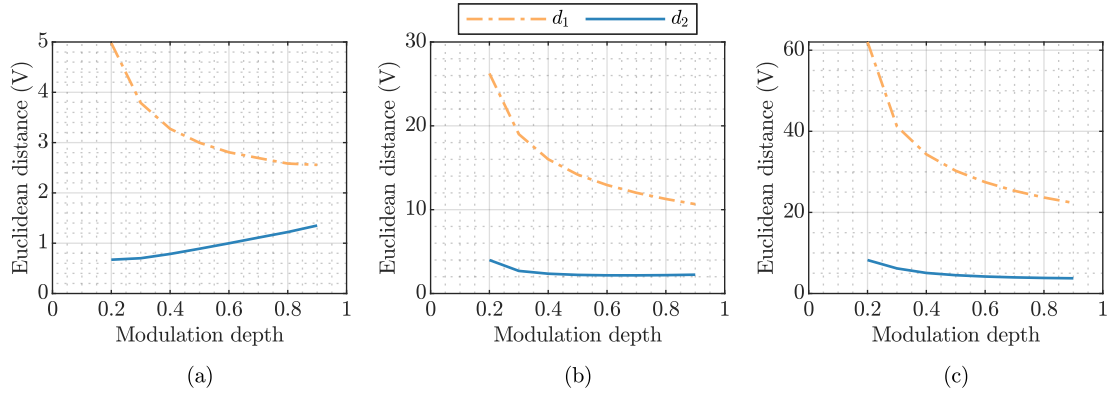 d₁ d₂
5
4
3
2
1
0
0 0.2 0.4 0.6 0.8 1
Euclidean distance (V)
Modulation depth
(a)
30
20
10
0
0 0.2 0.4 0.6 0.8 1
Euclidean distance (V)
Modulation depth
(b)
60
40
20
0
0 0.2 0.4 0.6 0.8 1
Euclidean distance (V)
Modulation depth
(c)